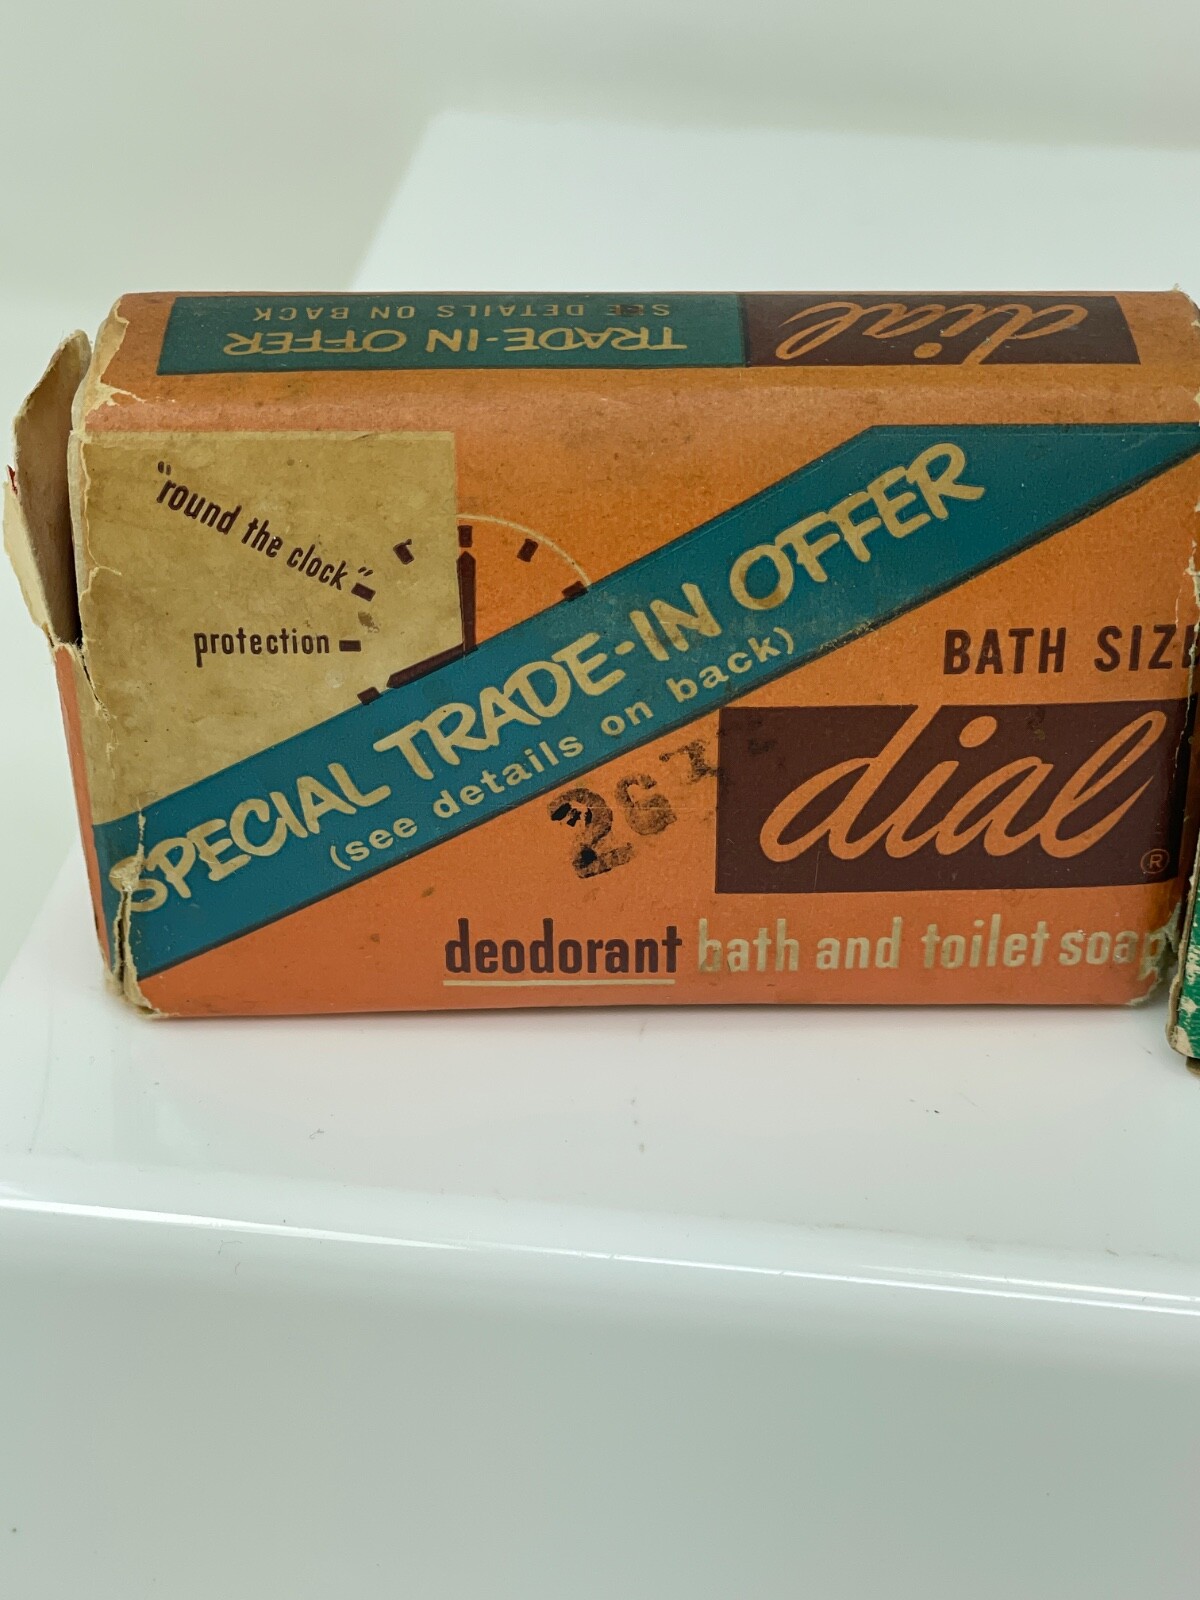 TRADE-IN OFFER
SEE DETAILS ON BACK
dial
"round the clock"
protection
SPECIAL TRADE-IN OFFER
(see details on back)
BATH SIZE
dial®
deodorant bath and toilet soap